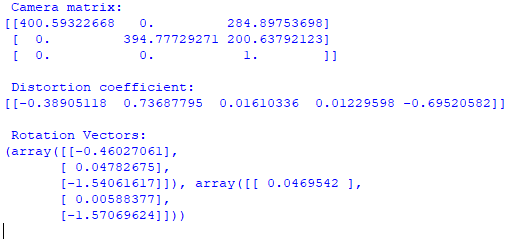 Camera matrix:
[[400.59322668   0.         284.89753698]
 [  0.         394.77729271 200.63792123]
 [  0.           0.           1.        ]]
Distortion coefficient:
[[-0.38905118  0.73687795  0.01610336  0.01229598 -0.69520582]]
Rotation Vectors:
(array([[-0.46027061],
       [ 0.04782675],
       [-1.54061617]]), array([[ 0.0469542 ],
       [ 0.00588377],
       [-1.57069624]]))